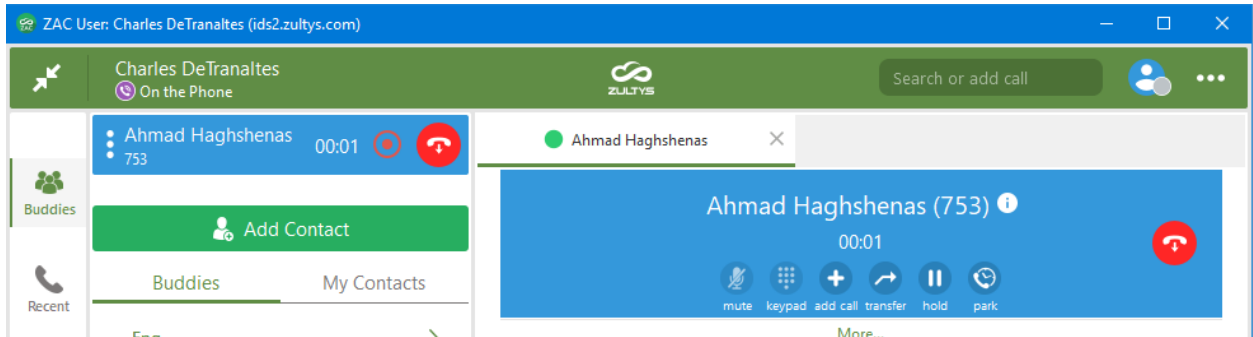 ZAC User: Charles DeTranaltes (ids2.zultys.com)
Charles DeTranaltes
On the Phone
ZULTYS
Search or add call
Ahmad Haghshenas
753
00:01
Ahmad Haghshenas
Buddies
Add Contact
Ahmad Haghshenas (753)
00:01
mute keypad add call transfer hold park
Recent
Buddies My Contacts
Eng
More...